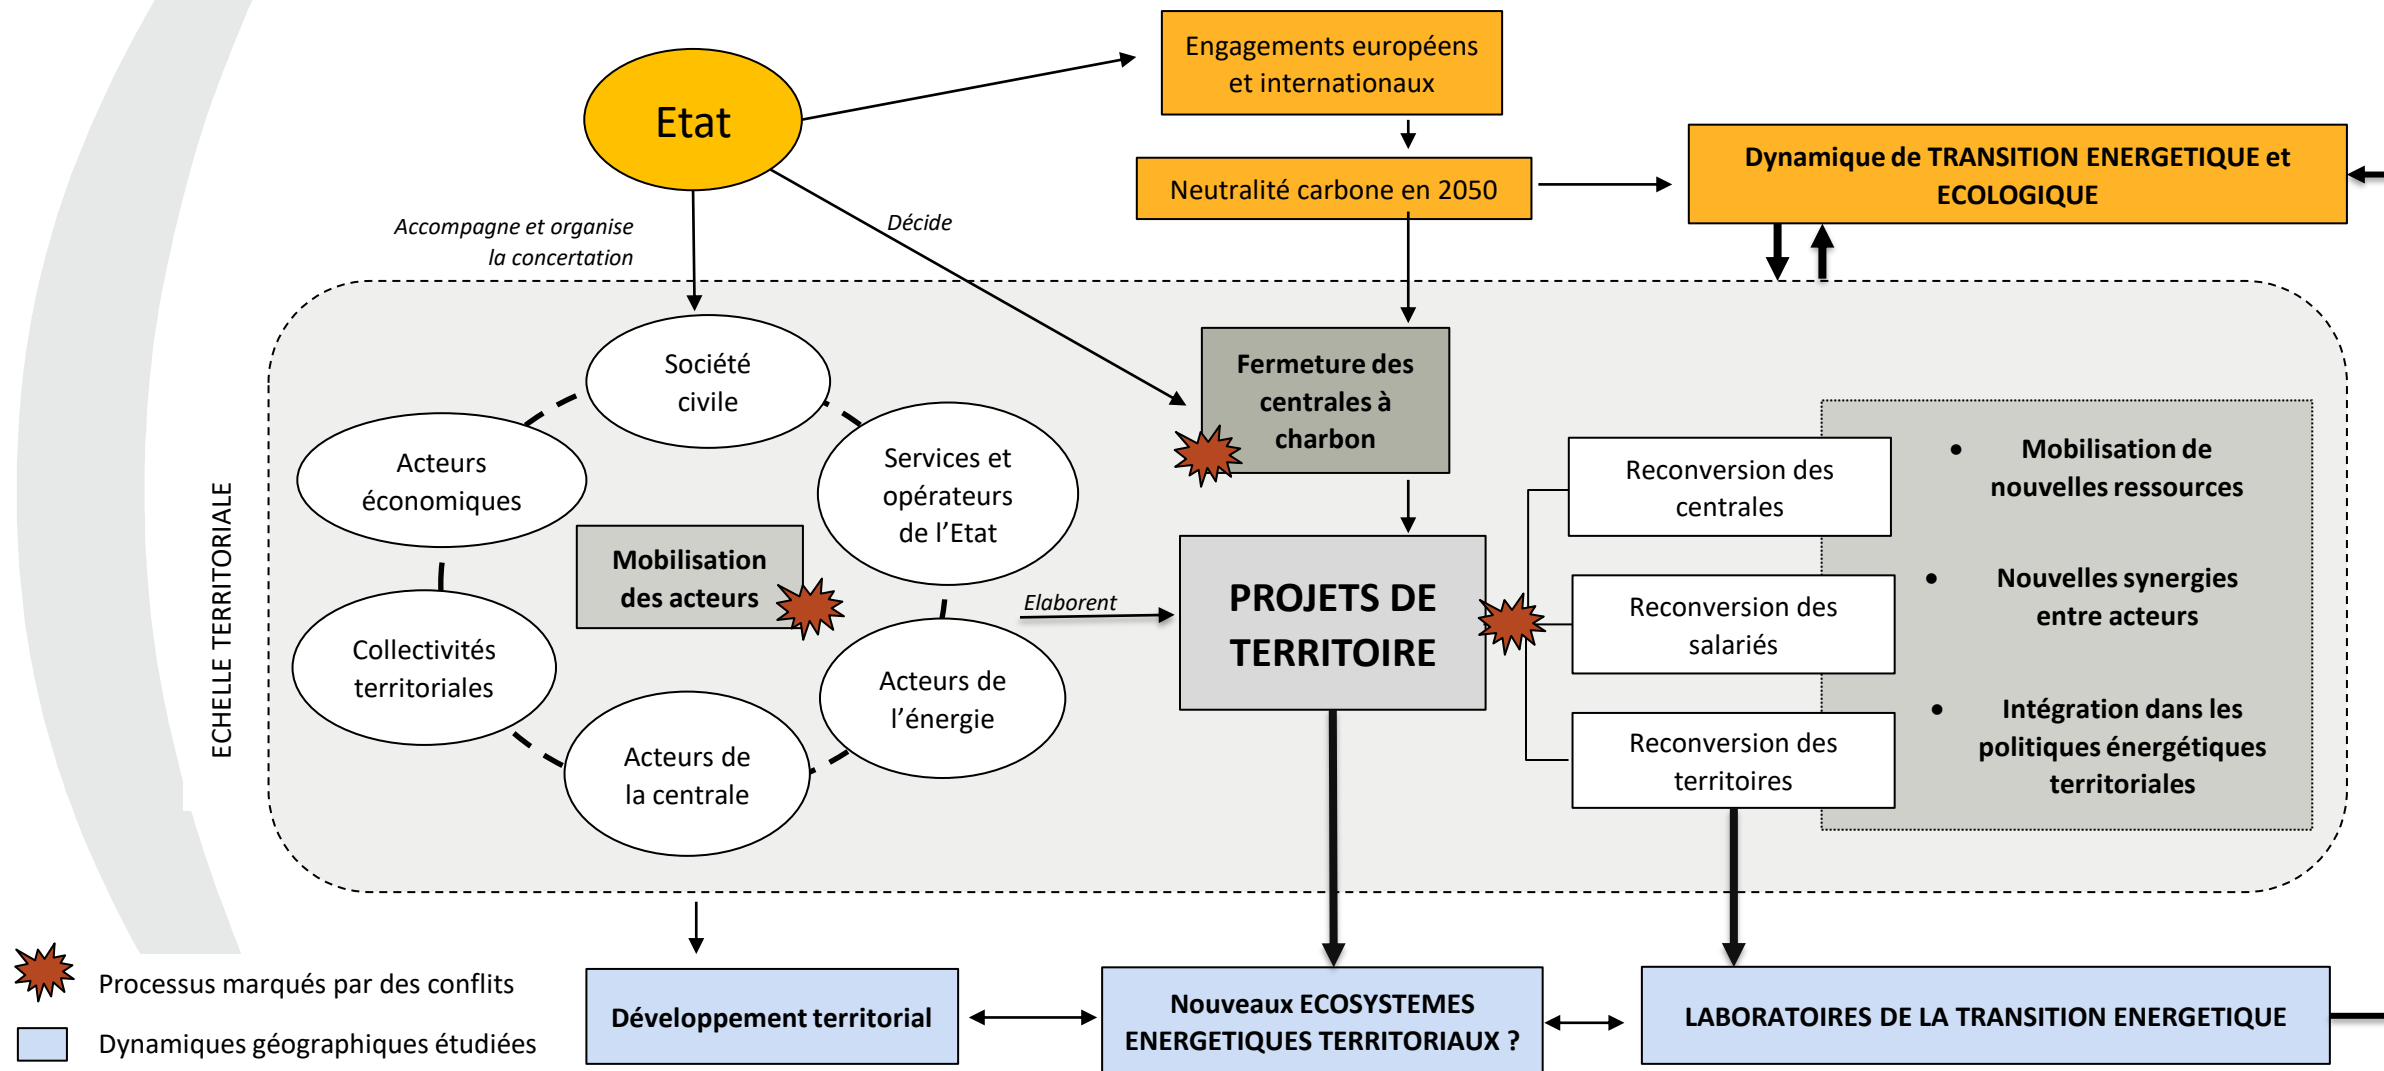 Engagements européens
et internationaux
Etat
Neutralité carbone en 2050
Dynamique de TRANSITION ENERGETIQUE et
ECOLOGIQUE
Accompagne et organise
la concertation
Décide
ECHELLE TERRITORIALE
Société
civile
Acteurs
économiques
Services et
opérateurs
de l’Etat
Mobilisation
des acteurs
Collectivités
territoriales
Acteurs de
l’énergie
Acteurs de
la centrale
Elaborent
Fermeture des
centrales à
charbon
PROJETS DE
TERRITOIRE
Reconversion des
centrales
Reconversion des
salariés
Reconversion des
territoires
• Mobilisation de
nouvelles ressources
• Nouvelles synergies
entre acteurs
• Intégration dans les
politiques énergétiques
territoriales
Processus marqués par des conflits
Dynamiques géographiques étudiées
Développement territorial
Nouveaux ECOSYSTEMES
ENERGETIQUES TERRITORIAUX ?
LABORATOIRES DE LA TRANSITION ENERGETIQUE